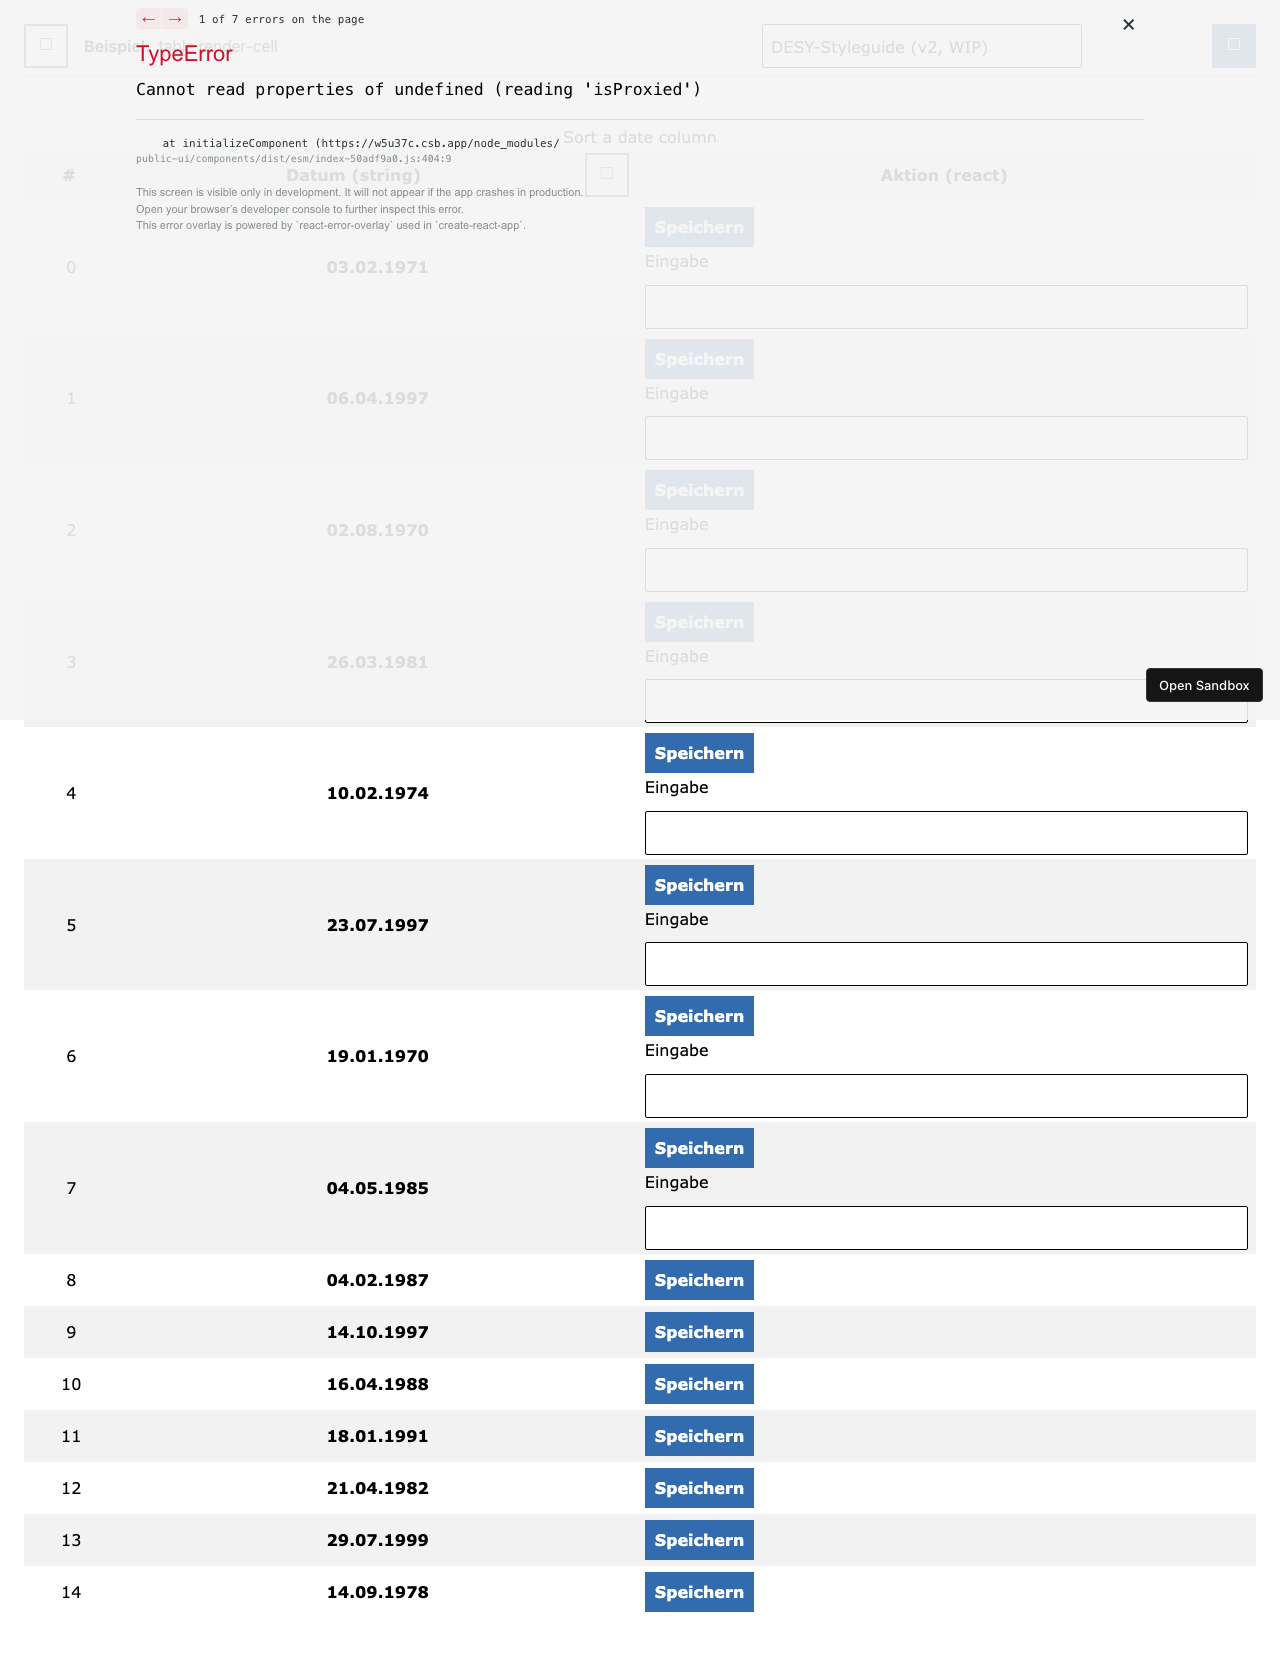 ← → 1 of 7 errors on the page
Beispiel table render-cell
DESY-Styleguide (v2, WIP)
TypeError
Cannot read properties of undefined (reading 'isProxied')
Sort a date column
at initializeComponent (https://w5u37c.csb.app/node_modules/
public-ui/components/dist/esm/index-50adf9a0.js:404:9
# Datum (string) Aktion (react)
This screen is visible only in development. It will not appear if the app crashes in production.
Open your browser’s developer console to further inspect this error.
This error overlay is powered by `react-error-overlay` used in `create-react-app`.
Speichern
Eingabe
0 03.02.1971
Speichern
Eingabe
1 06.04.1997
Speichern
Eingabe
2 02.08.1970
Speichern
Eingabe
3 26.03.1981
Open Sandbox
Speichern
Eingabe
4 10.02.1974
Speichern
Eingabe
5 23.07.1997
Speichern
Eingabe
6 19.01.1970
Speichern
Eingabe
7 04.05.1985
8 04.02.1987 Speichern
9 14.10.1997 Speichern
10 16.04.1988 Speichern
11 18.01.1991 Speichern
12 21.04.1982 Speichern
13 29.07.1999 Speichern
14 14.09.1978 Speichern